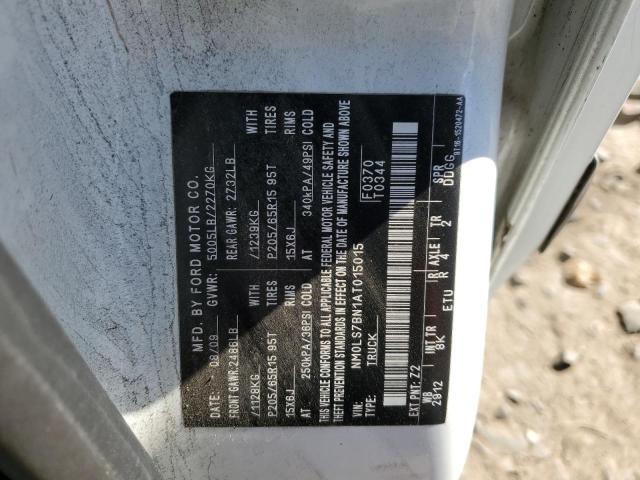 MFD. BY FORD MOTOR CO.
DATE: 08/09 GVWR: 5005LB/2270KG
FRONT GAWR: 2486LB REAR GAWR: 2732LB
/1128KG /1239KG
P205/65R15 95T TIRES P205/65R15 95T TIRES
15X6J RIMS 15X6J RIMS
AT 250kPA/36PSI COLD AT 340kPA/49PSI COLD
THIS VEHICLE CONFORMS TO ALL APPLICABLE FEDERAL MOTOR VEHICLE SAFETY AND
THEFT PREVENTION STANDARDS IN EFFECT ON THE DATE OF MANUFACTURE SHOWN ABOVE
VIN: NM0LS7BN1AT015015 F0370
TYPE: TRUCK T0344
EXT PNT: Z2
WB INT TR R AXLE TR SPR
2912 8K 4 2 DDGG
ETU
9T16-1520472-AA